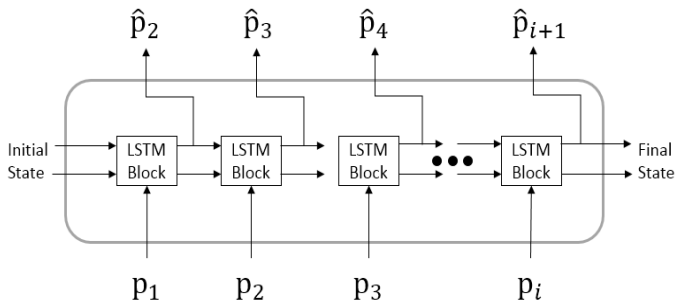 p̂₂ p̂₃ p̂₄ p̂ᵢ₊₁
Initial State
LSTM Block
LSTM Block
LSTM Block
LSTM Block
Final State
p₁ p₂ p₃ pᵢ